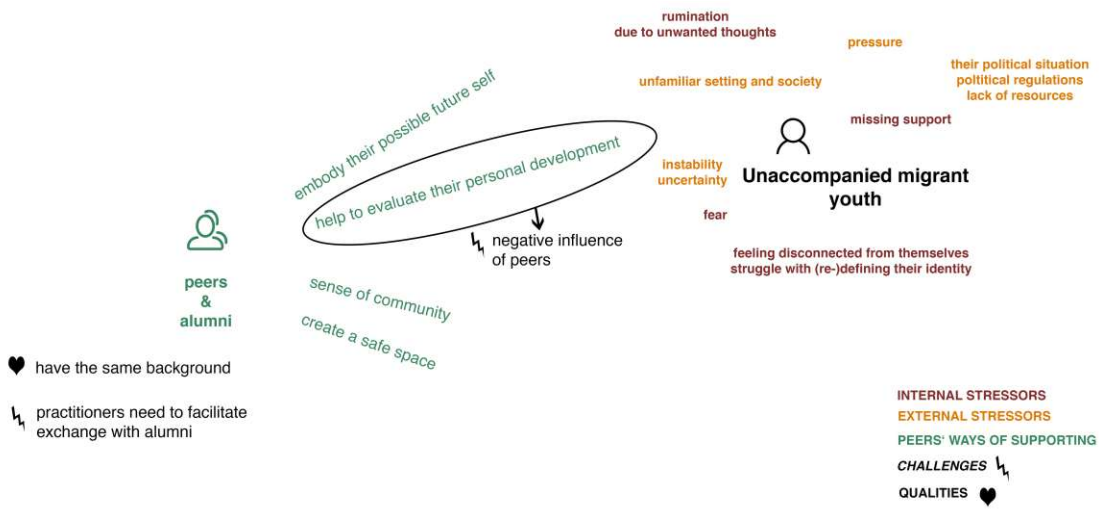 rumination
due to unwanted thoughts
pressure
their political situation
poltitical regulations
lack of resources
unfamiliar setting and society
missing support
embody their possible future self
help to evaluate their personal development
instability
uncertainty
Unaccompanied migrant
youth
fear
negative influence
of peers
feeling disconnected from themselves
struggle with (re-)defining their identity
peers
&
alumni
sense of community
create a safe space
have the same background
practitioners need to facilitate
exchange with alumni
INTERNAL STRESSORS
EXTERNAL STRESSORS
PEERS' WAYS OF SUPPORTING
CHALLENGES
QUALITIES